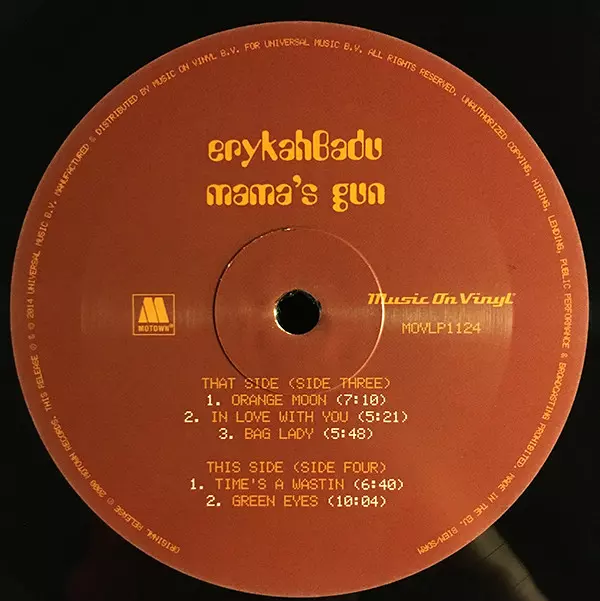 erykahBadu
mama's gun
MOTOWN®
Music On Vinyl
MOVLP1124
THAT SIDE (SIDE THREE)
1. ORANGE MOON (7:10)
2. IN LOVE WITH YOU (5:21)
3. BAG LADY (5:48)
THIS SIDE (SIDE FOUR)
1. TIME'S A WASTIN (6:40)
2. GREEN EYES (10:04)
ORIGINAL RELEASE ℗ 2000 MOTOWN RECORDS. THIS RELEASE ℗ & © 2014 UNIVERSAL MUSIC B.V. MANUFACTURED & DISTRIBUTED BY MUSIC ON VINYL B.V. FOR UNIVERSAL MUSIC B.V. ALL RIGHTS RESERVED. UNAUTHORIZED COPYING, HIRING, LENDING, PUBLIC PERFORMANCE & BROADCASTING PROHIBITED. MADE IN THE EU. BIEM-SDRM